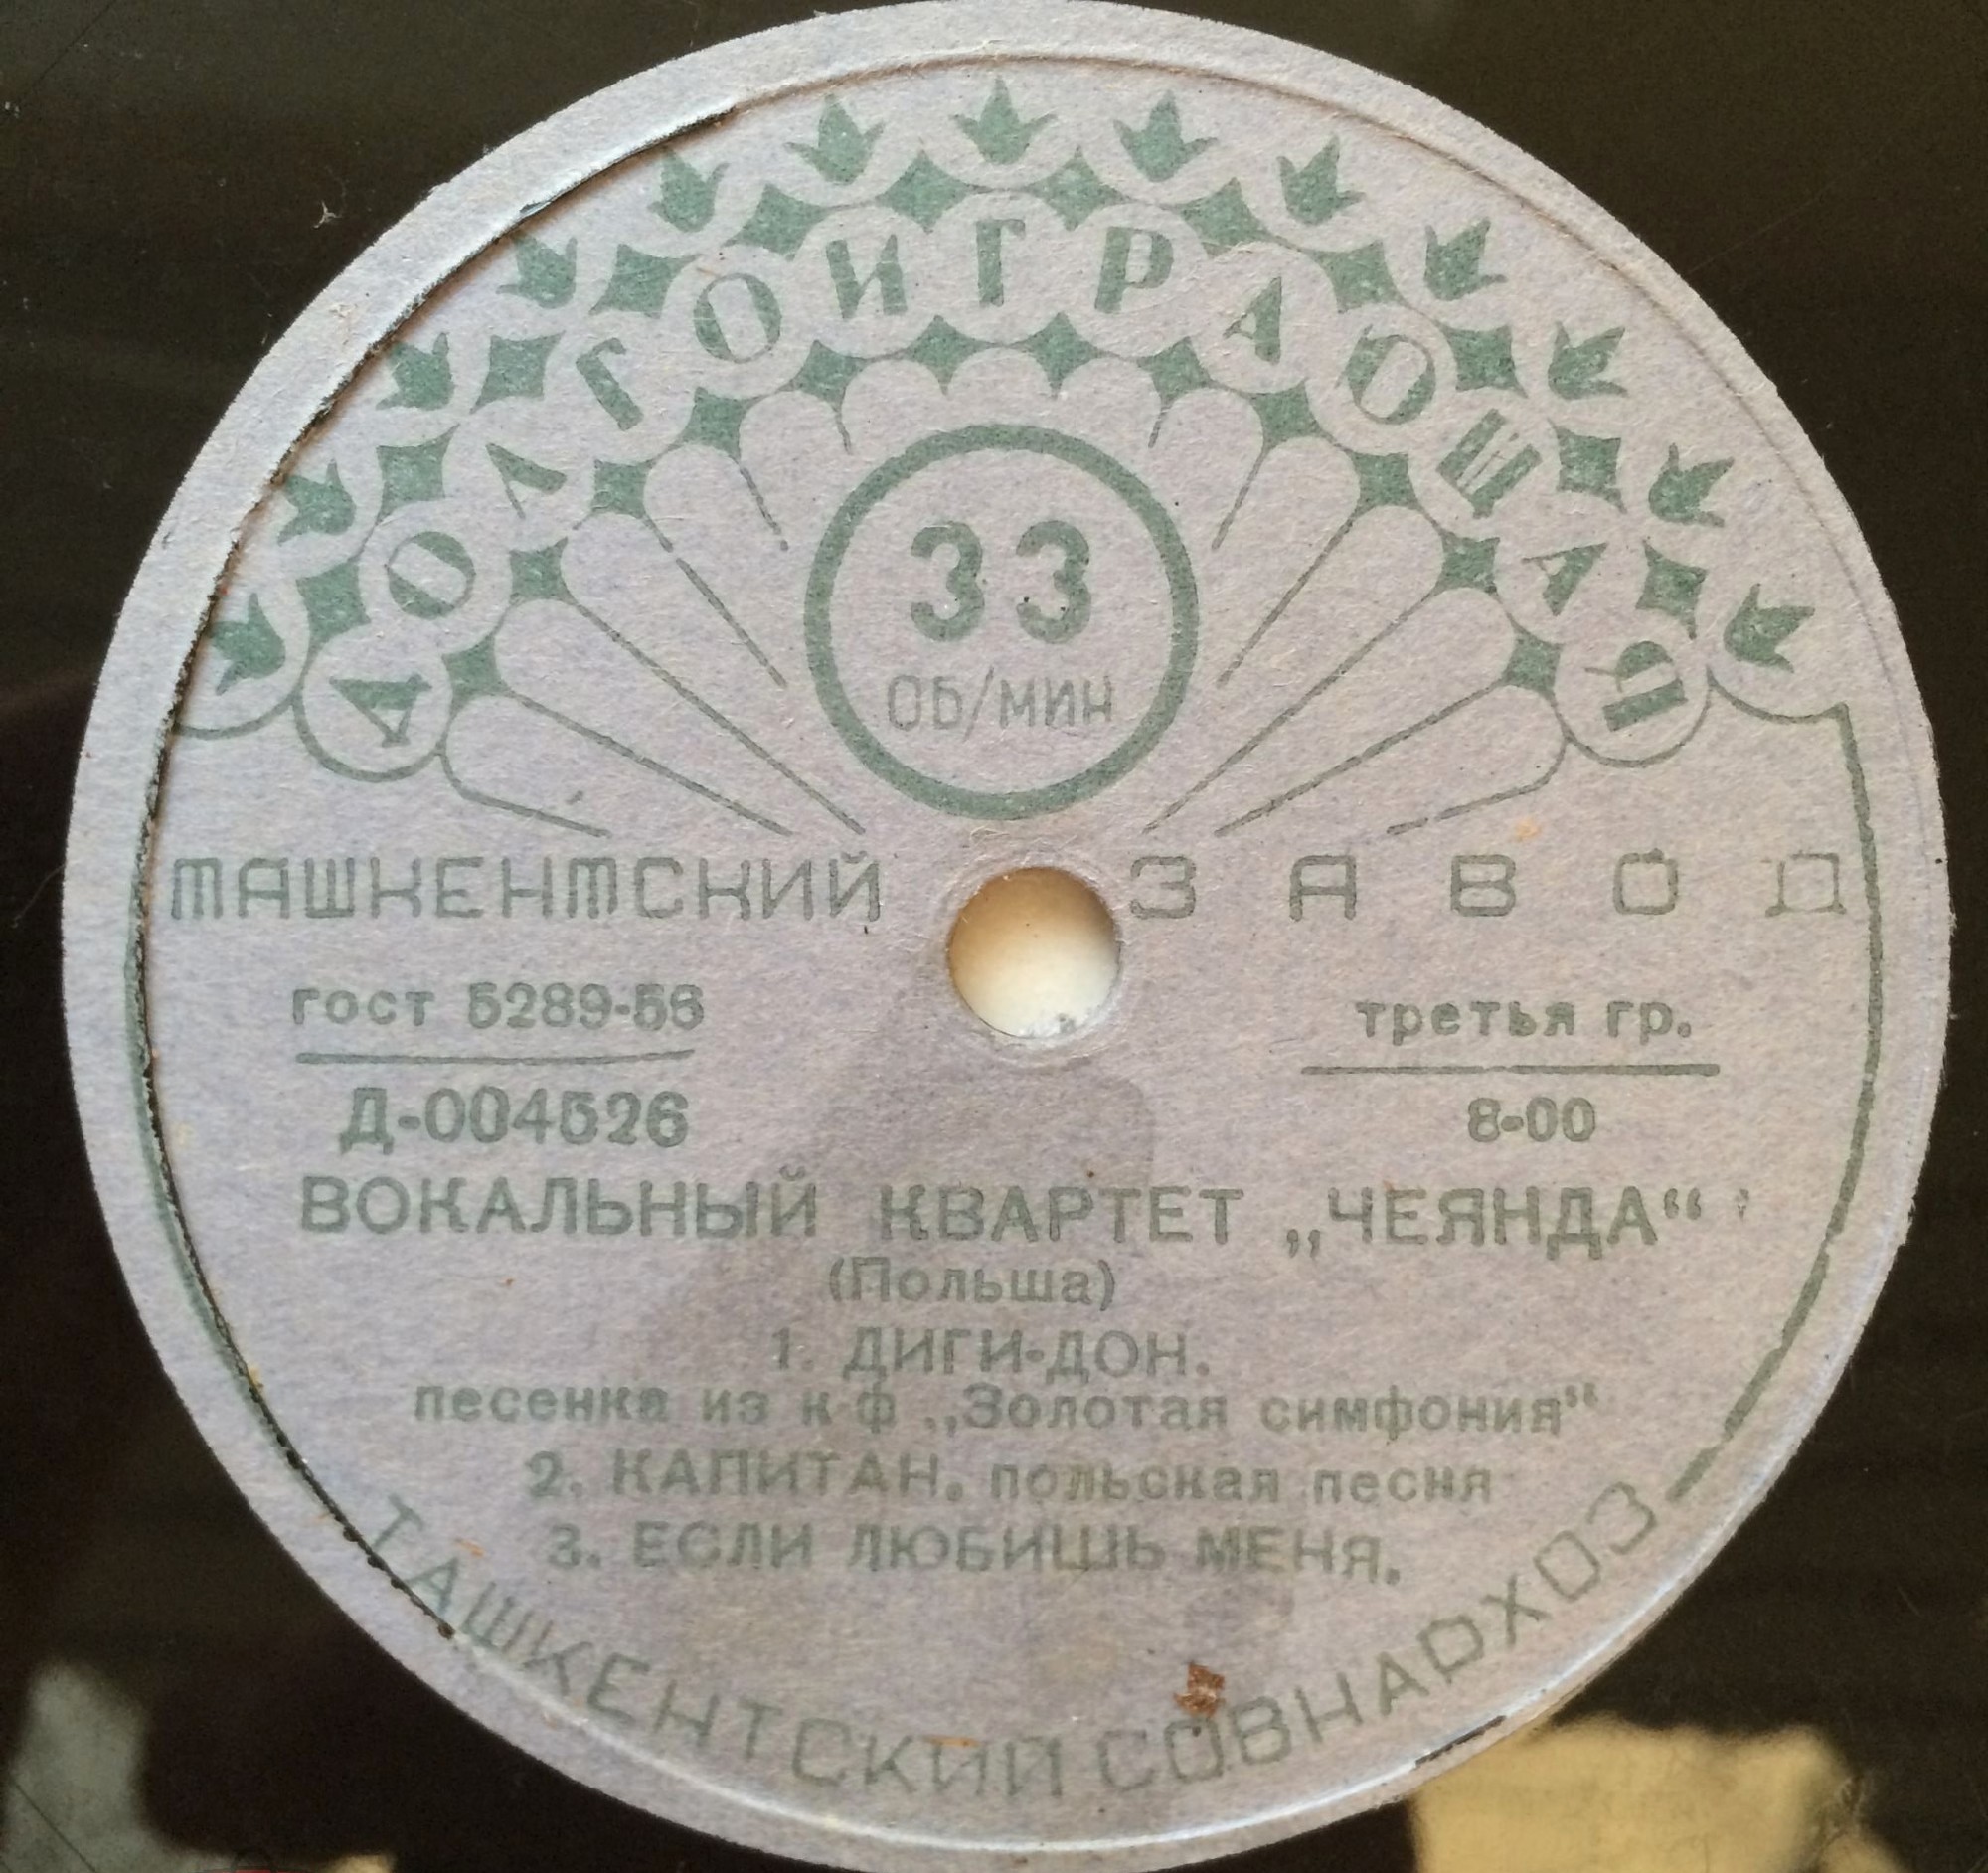 ДОЛГОИГРАЮЩАЯ
33
ОБ/МИН
ТАШКЕНТСКИЙ ЗАВОД
гост 5289-56
третья гр.
Д-004526
8-00
ВОКАЛЬНЫЙ КВАРТЕТ „ЧЕЯНДА“
(Польша)
1. ДИГИ-ДОН.
песенка из к ф „Золотая симфония“
2. КАПИТАН. польская песня
3. ЕСЛИ ЛЮБИШЬ МЕНЯ.
ТАШКЕНТСКИЙ СОВНАРХОЗ